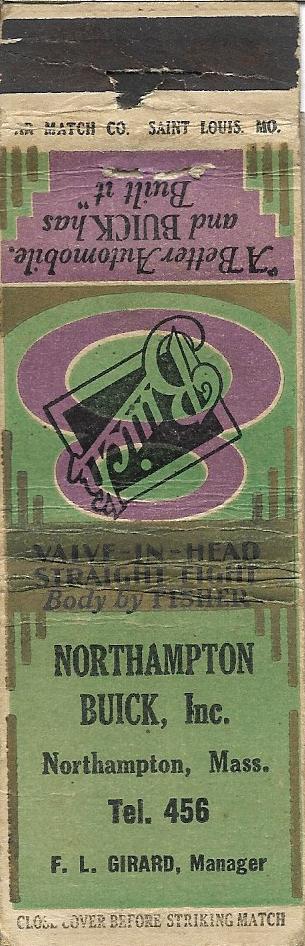 MATCH CO. SAINT LOUIS. MO.
"A Better Automobile.
and BUICK has
Built it"
Buick
VALVE-IN-HEAD
STRAIGHT EIGHT
Body by FISHER
NORTHAMPTON
BUICK, Inc.
Northampton, Mass.
Tel. 456
F. L. GIRARD, Manager
CLOSE COVER BEFORE STRIKING MATCH